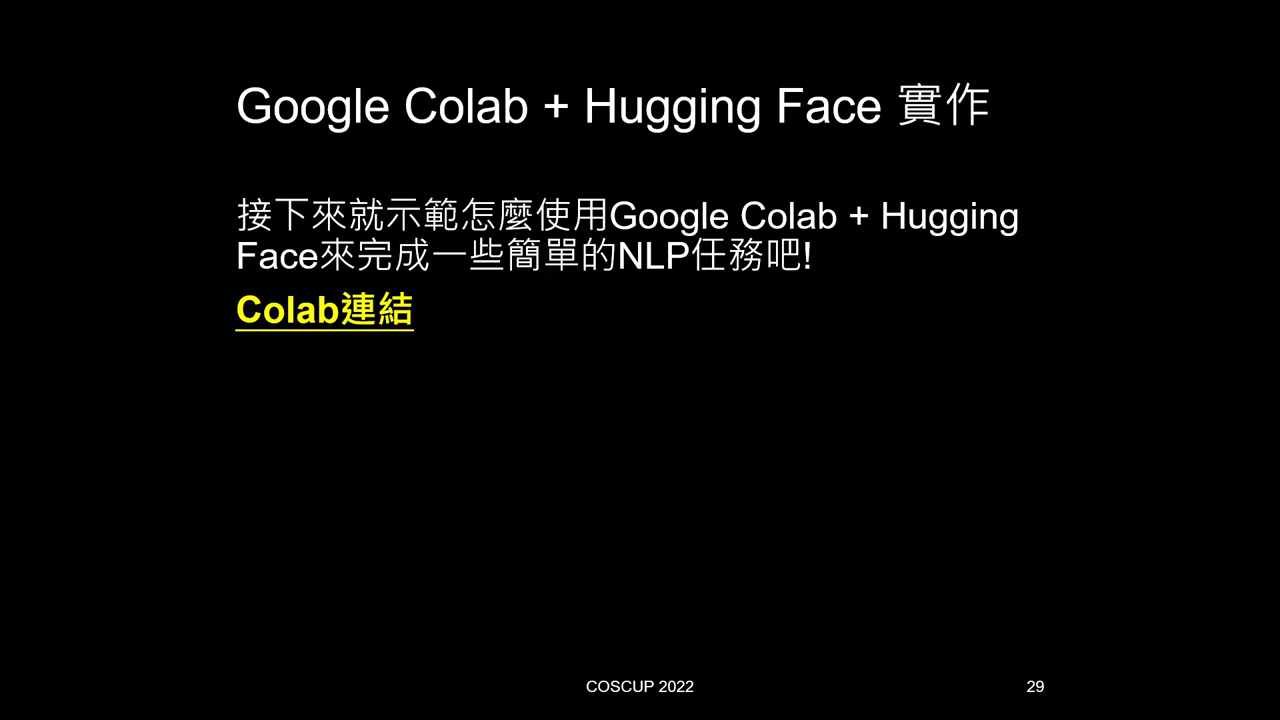 Google Colab + Hugging Face 實作
接下來就示範怎麼使用Google Colab + Hugging
Face來完成一些簡單的NLP任務吧!
Colab連結
COSCUP 2022
29